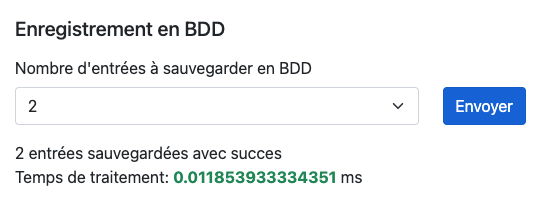 Enregistrement en BDD
Nombre d'entrées à sauvegarder en BDD
2
Envoyer
2 entrées sauvegardées avec succes
Temps de traitement: 0.011853933334351 ms